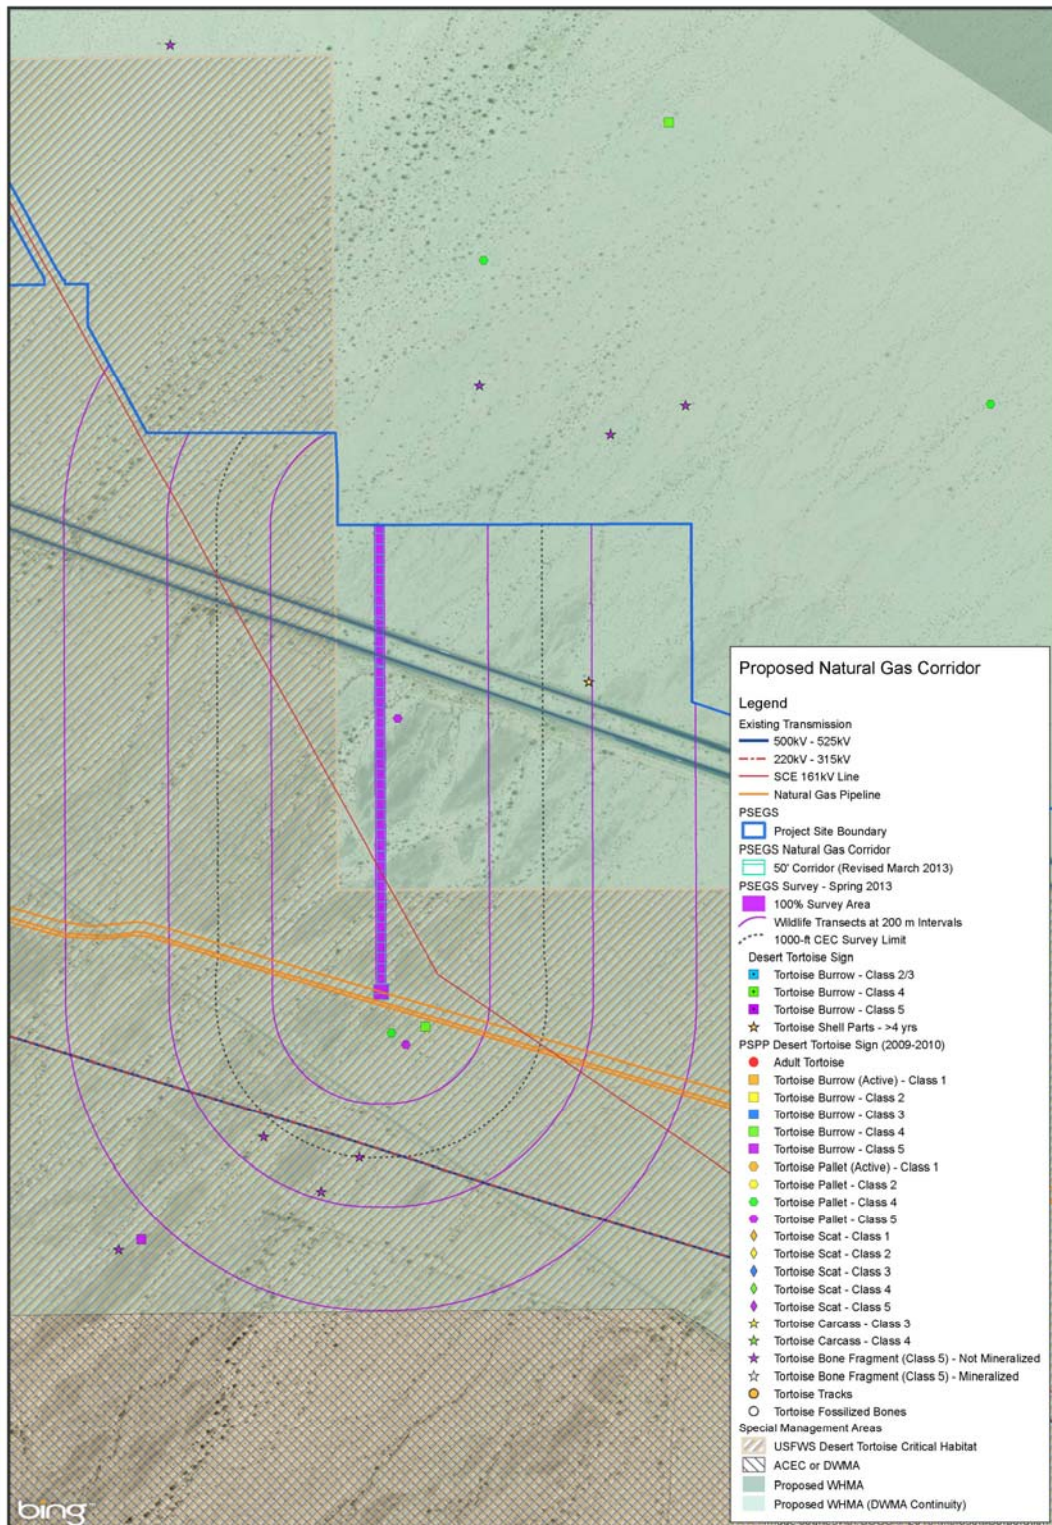 Proposed Natural Gas Corridor
Legend
Existing Transmission
500kV - 525kV
220kV - 315kV
SCE 161kV Line
Natural Gas Pipeline
PSEGS
Project Site Boundary
PSEGS Natural Gas Corridor
50' Corridor (Revised March 2013)
PSEGS Survey - Spring 2013
100% Survey Area
Wildlife Transects at 200 m Intervals
1000-ft CEC Survey Limit
Desert Tortoise Sign
Tortoise Burrow - Class 2/3
Tortoise Burrow - Class 4
Tortoise Burrow - Class 5
Tortoise Shell Parts - >4 yrs
PSPP Desert Tortoise Sign (2009-2010)
Adult Tortoise
Tortoise Burrow (Active) - Class 1
Tortoise Burrow - Class 2
Tortoise Burrow - Class 3
Tortoise Burrow - Class 4
Tortoise Burrow - Class 5
Tortoise Pallet (Active) - Class 1
Tortoise Pallet - Class 2
Tortoise Pallet - Class 4
Tortoise Pallet - Class 5
Tortoise Scat - Class 1
Tortoise Scat - Class 2
Tortoise Scat - Class 3
Tortoise Scat - Class 4
Tortoise Scat - Class 5
Tortoise Carcass - Class 3
Tortoise Carcass - Class 4
Tortoise Bone Fragment (Class 5) - Not Mineralized
Tortoise Bone Fragment (Class 5) - Mineralized
Tortoise Tracks
Tortoise Fossilized Bones
Special Management Areas
USFWS Desert Tortoise Critical Habitat
ACEC or DWMA
Proposed WHMA
Proposed WHMA (DWMA Continuity)
bing